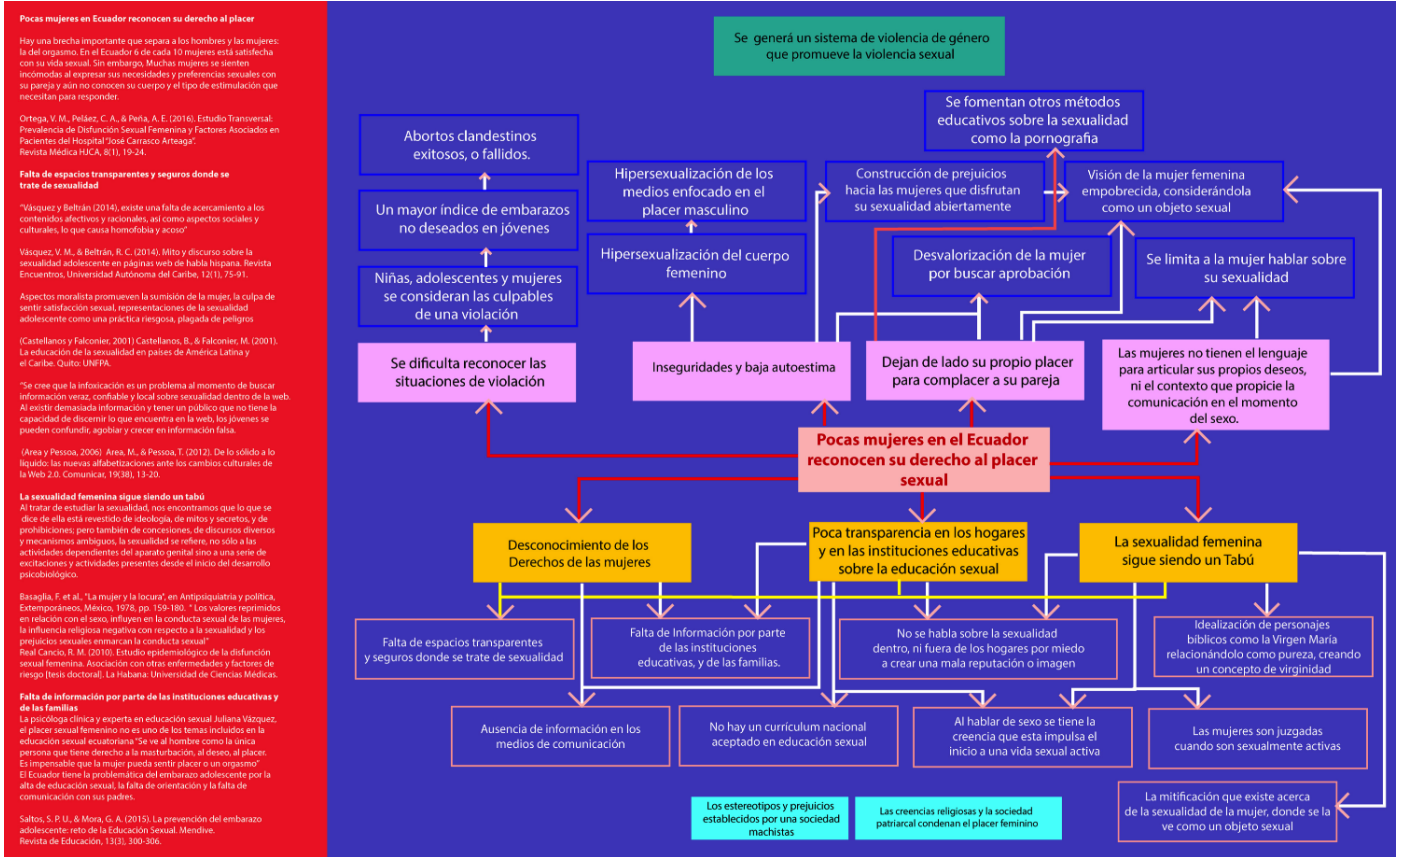 Pocas mujeres en Ecuador reconocen su derecho al placer
Hay una brecha importante que separa a los hombres y las mujeres:
la del orgasmo. En el Ecuador 6 de cada 10 mujeres está satisfecha
con su vida sexual. Sin embargo, Muchas mujeres se sienten
incómodas al expresar sus necesidades y preferencias sexuales con
su pareja y aún no conocen su cuerpo y el tipo de estimulación que
necesitan para responder.
Ortega, V. M., Peláez, C. A., & Peña, A. E. (2016). Estudio Transversal:
Prevalencia de Disfunción Sexual Femenina y Factores Asociados en
Pacientes del Hospital "José Carrasco Arteaga".
Revista Médica HJCA, 8(1), 19-24.
Falta de espacios transparentes y seguros donde se
trate de sexualidad
"Vásquez y Beltrán (2014), existe una falta de acercamiento a los
contenidos afectivos y racionales, así como aspectos sociales y
culturales, lo que causa homofobia y acoso"
Vásquez, V. M., & Beltrán, R. C. (2014). Mito y discurso sobre la
sexualidad adolescente en páginas web de habla hispana. Revista
Encuentros, Universidad Autónoma del Caribe, 12(1), 75-91.
Aspectos moralista promueven la sumisión de la mujer, la culpa de
sentir satisfacción sexual, representaciones de la sexualidad
adolescente como una práctica riesgosa, plagada de peligros
(Castellanos y Falconier, 2001) Castellanos, B., & Falconier, M. (2001).
La educación de la sexualidad en países de América Latina y
el Caribe. Quito: UNFPA.
"Se cree que la infoxicación es un problema al momento de buscar
información veraz, confiable y local sobre sexualidad dentro de la web.
Al existir demasiada información y tener un público que no tiene la
capacidad de discernir lo que encuentra en la web, los jóvenes se
pueden confundir, agobiar y crecer en información falsa.
(Area y Pessoa, 2006) Area, M., & Pessoa, T. (2012). De lo sólido a lo
líquido: las nuevas alfabetizaciones ante los cambios culturales de
la Web 2.0. Comunicar, 19(38), 13-20.
La sexualidad femenina sigue siendo un tabú
Al tratar de estudiar la sexualidad, nos encontramos que lo que se
dice de ella está revestido de ideología, de mitos y secretos, y de
prohibiciones; pero también de concesiones, de discursos diversos
y mecanismos ambiguos, la sexualidad se refiere, no sólo a las
actividades dependientes del aparato genital sino a una serie de
excitaciones y actividades presentes desde el inicio del desarrollo
psicobiológico.
Basaglia, F. et al., "La mujer y la locura", en Antipsiquiatria y política,
Extemporáneos, México, 1978, pp. 159-180. " Los valores reprimidos
en relación con el sexo, influyen en la conducta sexual de las mujeres,
la influencia religiosa negativa con respecto a la sexualidad y los
prejuicios sexuales enmarcan la conducta sexual"
Real Cancio, R. M. (2010). Estudio epidemiológico de la disfunción
sexual femenina. Asociación con otras enfermedades y factores de
riesgo [tesis doctoral]. La Habana: Universidad de Ciencias Médicas.
Falta de información por parte de las instituciones educativas y
de las familias
La psicóloga clínica y experta en educación sexual Juliana Vázquez,
el placer sexual femenino no es uno de los temas incluidos en la
educación sexual ecuatoriana "Se ve al hombre como la única
persona que tiene derecho a la masturbación, al deseo, al placer.
Es impensable que la mujer pueda sentir placer o un orgasmo"
El Ecuador tiene la problemática del embarazo adolescente por la
alta de educación sexual, la falta de orientación y la falta de
comunicación con sus padres.
Saltos, S. P. U., & Mora, G. A. (2015). La prevención del embarazo
adolescente: reto de la Educación Sexual. Mendive.
Revista de Educación, 13(3), 300-306.
Se generá un sistema de violencia de género
que promueve la violencia sexual
Se fomentan otros métodos
educativos sobre la sexualidad
como la pornografia
Abortos clandestinos
exitosos, o fallidos.
Hipersexualización de los
medios enfocado en el
placer masculino
Construcción de prejuicios
hacia las mujeres que disfrutan
su sexualidad abiertamente
Visión de la mujer femenina
empobrecida, considerándola
como un objeto sexual
Un mayor índice de embarazos
no deseados en jóvenes
Hipersexualización del cuerpo
femenino
Desvalorización de la mujer
por buscar aprobación
Se limita a la mujer hablar sobre
su sexualidad
Niñas, adolescentes y mujeres
se consideran las culpables
de una violación
Se dificulta reconocer las
situaciones de violación
Inseguridades y baja autoestima
Dejan de lado su propio placer
para complacer a su pareja
Las mujeres no tienen el lenguaje
para articular sus propios deseos,
ni el contexto que propicie la
comunicación en el momento
del sexo.
Pocas mujeres en el Ecuador
reconocen su derecho al placer
sexual
Desconocimiento de los
Derechos de las mujeres
Poca transparencia en los hogares
y en las instituciones educativas
sobre la educación sexual
La sexualidad femenina
sigue siendo un Tabú
Falta de espacios transparentes
y seguros donde se trate de sexualidad
Falta de Información por parte
de las instituciones
educativas, y de las familias.
No se habla sobre la sexualidad
dentro, ni fuera de los hogares por miedo
a crear una mala reputación o imagen
Idealización de personajes
bíblicos como la Virgen María
relacionándolo como pureza, creando
un concepto de virginidad
Ausencia de información en los
medios de comunicación
No hay un currículum nacional
aceptado en educación sexual
Al hablar de sexo se tiene la
creencia que esta impulsa el
inicio a una vida sexual activa
Las mujeres son juzgadas
cuando son sexualmente activas
La mitificación que existe acerca
de la sexualidad de la mujer, donde se la
ve como un objeto sexual
Los estereotipos y prejuicios
establecidos por una sociedad
machistas
Las creencias religiosas y la sociedad
patriarcal condenan el placer femenino